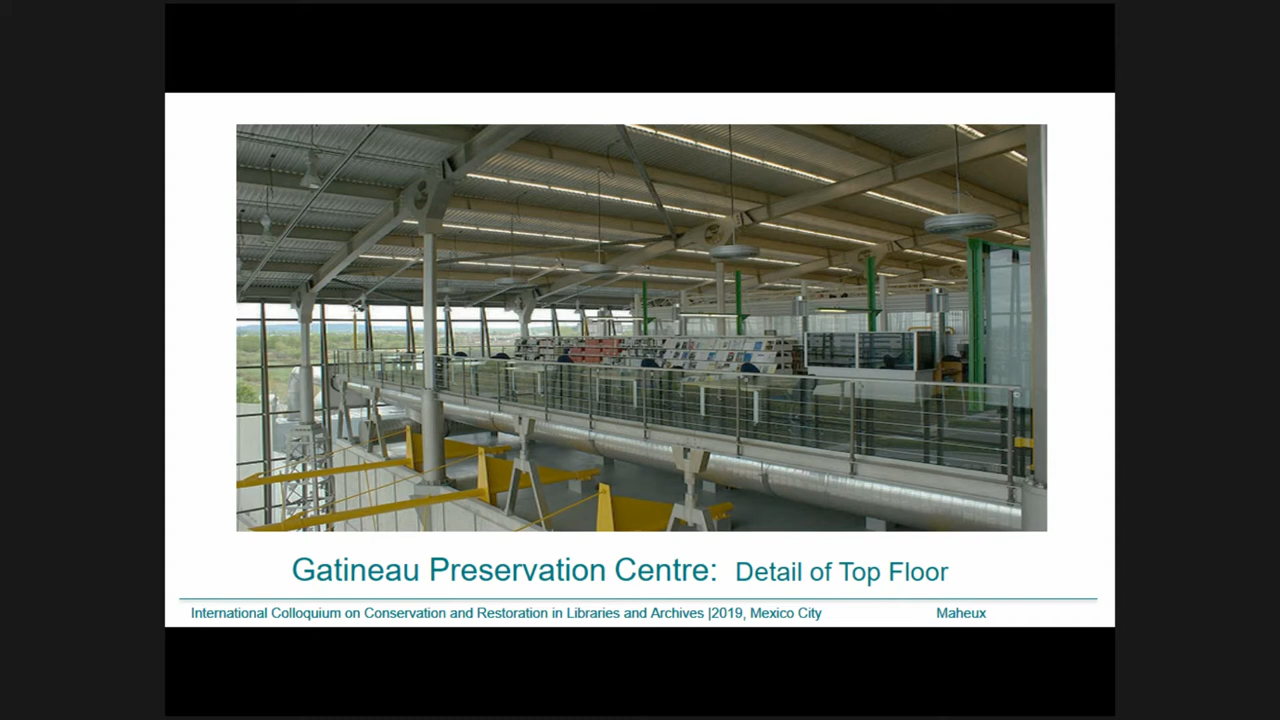 Gatineau Preservation Centre: Detail of Top Floor
International Colloquium on Conservation and Restoration in Libraries and Archives |2019, Mexico City Maheux